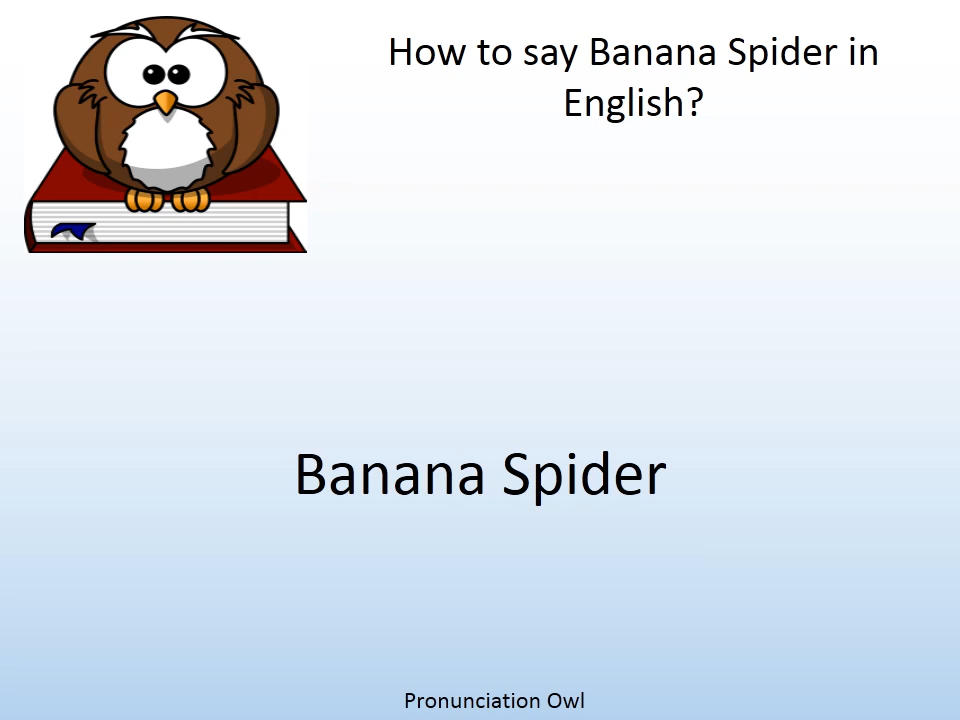 How to say Banana Spider in
English?
Banana Spider
Pronunciation Owl